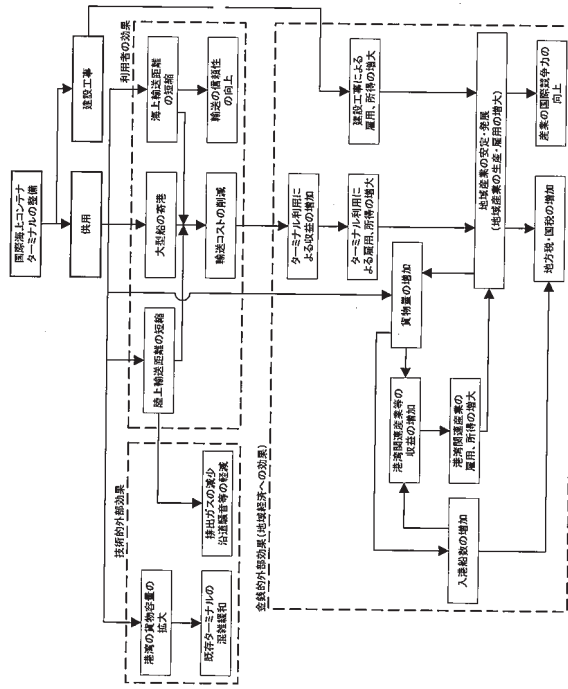 国際海上コンテナ
ターミナルの整備
供用
建設工事
利用者の効果
陸上輸送距離の短縮
大型船の寄港
海上輸送距離
の短縮
輸送コストの削減
輸送の信頼性
の向上
技術的外部効果
港湾の貨物容量の
拡大
既存ターミナルの
混雑緩和
排出ガスの減少
沿道騒音等の軽減
金銭的外部効果(地域経済への効果)
ターミナル利用に
よる収益の増加
ターミナル利用に
よる雇用、所得の増大
建設工事による
雇用、所得の増大
貨物量の増加
港湾関連産業等の
収益の増加
港湾関連産業の
雇用、所得の増大
入港船数の増加
地域産業の安定・発展
(地域産業の生産・雇用の増大)
地方税・国税の増加
産業の国際競争力の
向上